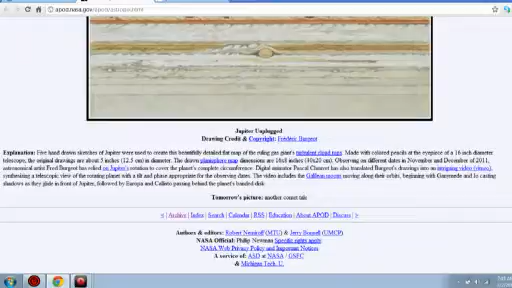 apod.nasa.gov/apod/astropix.html
Jupiter Unplugged
Drawing Credit & Copyright: Frédéric Burgeot
Explanation: Five hand drawn sketches of Jupiter were used to create this beautifully detailed flat map of the ruling gas giant's turbulent cloud tops. Made with colored pencils at the eyepiece of a 16 inch diameter
telescope, the original drawings are about 5 inches (12.5 cm) in diameter. The drawn planisphere map dimensions are 16x8 inches (40x20 cm). Observing on different dates in November and December of 2011,
astronomical artist Fred Burgeot has relied on Jupiter's rotation to cover the planet's complete circumference. Digital animator Pascal Chauvet has also translated Burgeot's drawings into an intriguing video (vimeo),
synthesizing a telescopic view of the rotating planet with a tilt and phase appropriate for the observing dates. The video includes the Galilean moons moving along their orbits, beginning with Ganymede and Io casting
shadows as they glide in front of Jupiter, followed by Europa and Callisto passing behind the planet's banded disk.
Tomorrow's picture: another comet tale
< | Archive | Index | Search | Calendar | RSS | Education | About APOD | Discuss | >
Authors & editors: Robert Nemiroff (MTU) & Jerry Bonnell (UMCP)
NASA Official: Phillip Newman Specific rights apply.
NASA Web Privacy Policy and Important Notices
A service of: ASD at NASA / GSFC
& Michigan Tech. U.